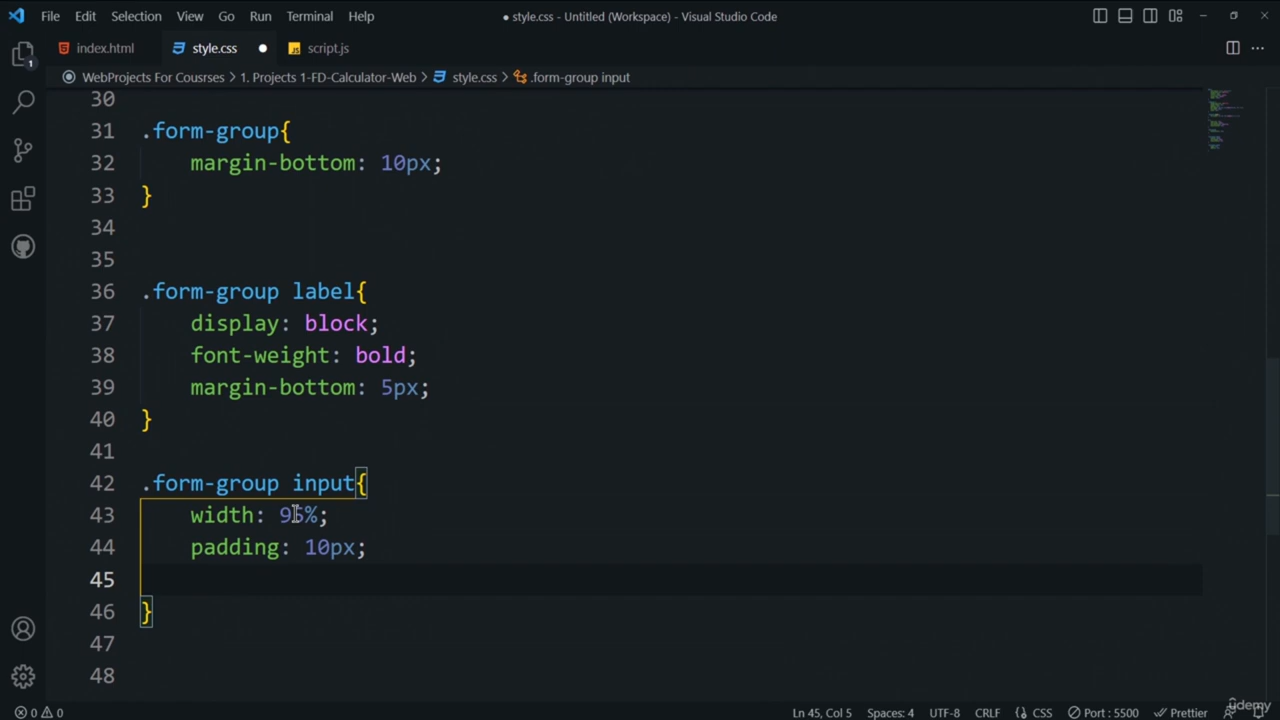 File Edit Selection View Go Run Terminal Help
● style.css - Untitled (Workspace) - Visual Studio Code
index.html
style.css
JS script.js
WebProjects For Cousrses > 1. Projects 1-FD-Calculator-Web > style.css > .form-group input
1
30
31 .form-group{
32 margin-bottom: 10px;
33 }
34
35
36 .form-group label{
37 display: block;
38 font-weight: bold;
39 margin-bottom: 5px;
40 }
41
42 .form-group input{
43 width: 95%;
44 padding: 10px;
45
46 }
47
48
0 0 Ln 45, Col 5 Spaces: 4 UTF-8 CRLF {} CSS Port : 5500 Prettier
udemy